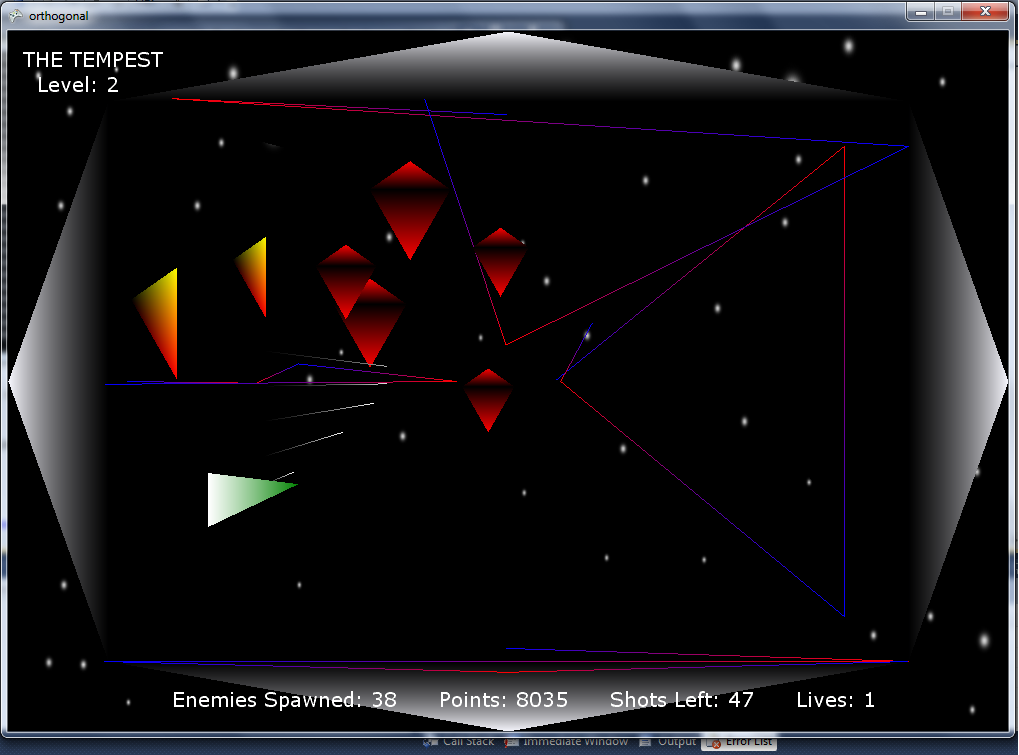 orthogonal
THE TEMPEST
Level: 2
Enemies Spawned: 38 Points: 8035 Shots Left: 47 Lives: 1
Call Stack Immediate Window Output Error List